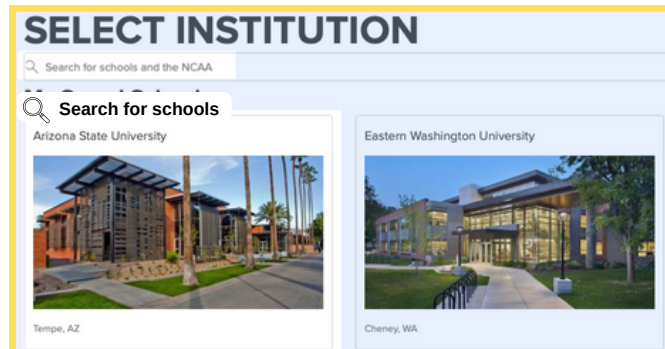 SELECT INSTITUTION
Search for schools and the NCAA
Search for schools
Arizona State University
Eastern Washington University
Tempe, AZ
Cheney, WA